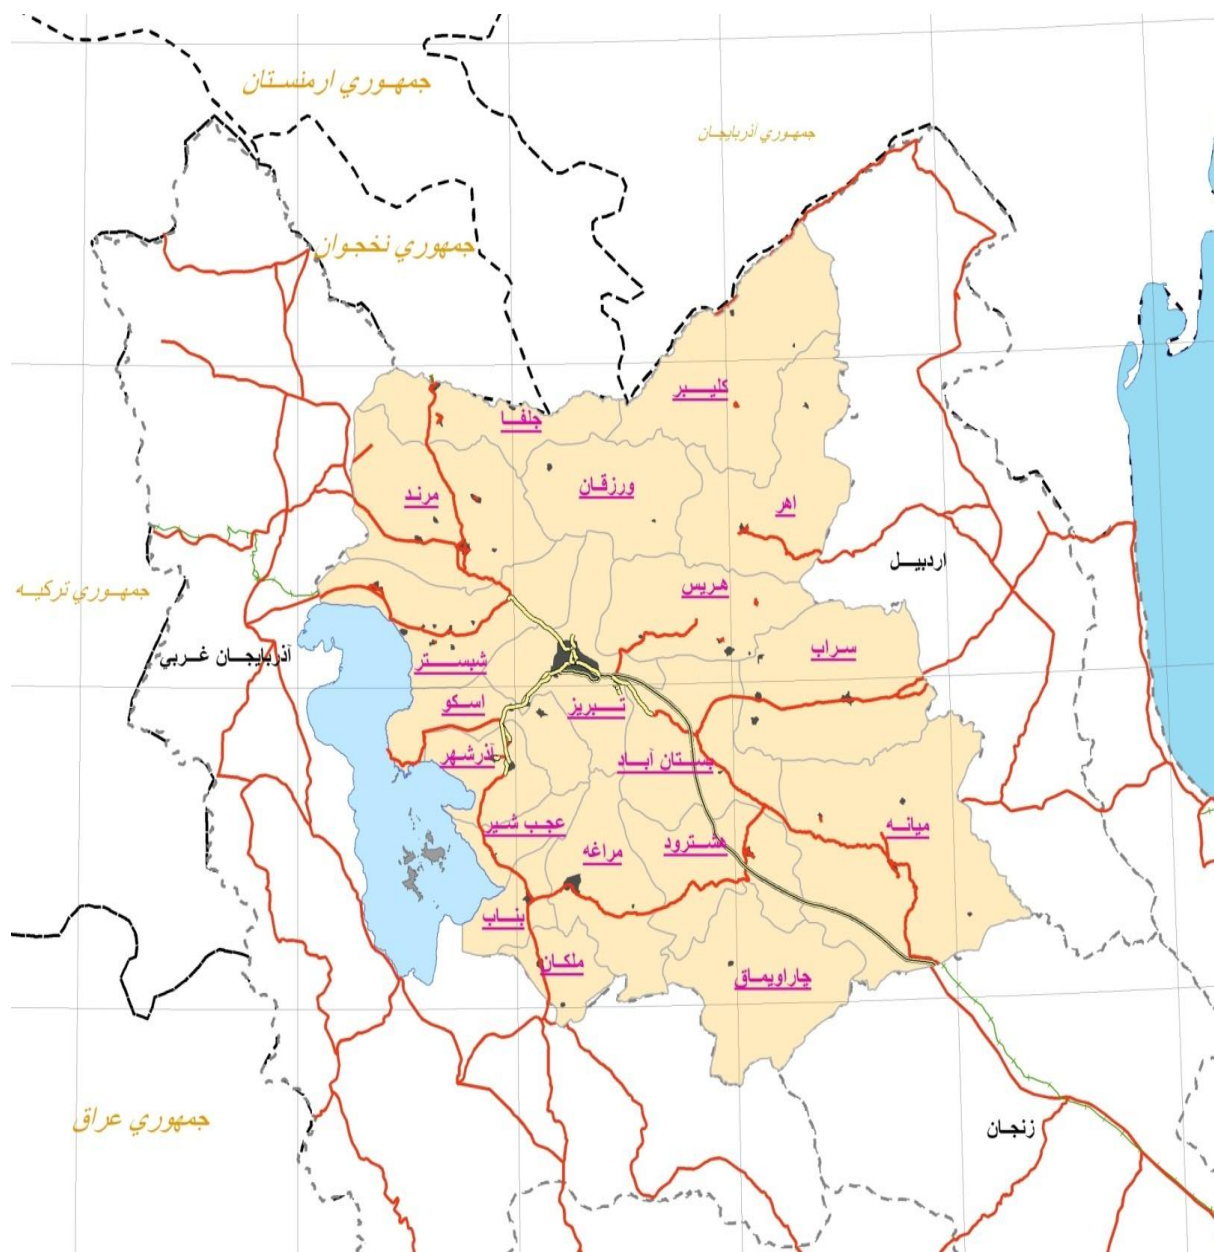 جمهوري ارمنستان
جمهوري آذربايجان
جمهوري نخجوان
كليبر
جلفا
ورزقان
مرند
اهر
اردبيل
هريس
جمهوري تركيه
آذربايجان غربي
شبستر
سراب
اسكو
تبريز
آذرشهر
بستان آباد
عجب شير
ميانه
هشترود
مراغه
بناب
ملكان
چاراويماق
جمهوري عراق
زنجان